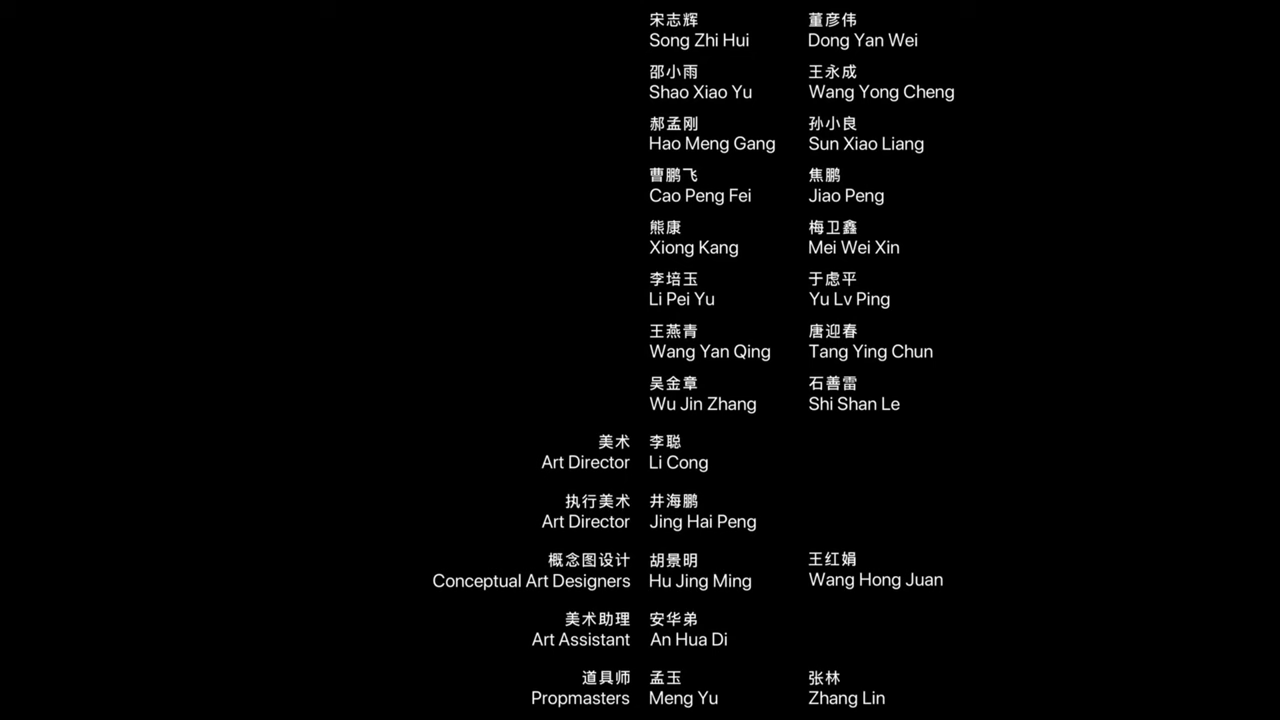 宋志辉 董彦伟
Song Zhi Hui Dong Yan Wei
邵小雨 王永成
Shao Xiao Yu Wang Yong Cheng
郝孟刚 孙小良
Hao Meng Gang Sun Xiao Liang
曹鹏飞 焦鹏
Cao Peng Fei Jiao Peng
熊康 梅卫鑫
Xiong Kang Mei Wei Xin
李培玉 于虑平
Li Pei Yu Yu Lv Ping
王燕青 唐迎春
Wang Yan Qing Tang Ying Chun
吴金章 石善雷
Wu Jin Zhang Shi Shan Le
美术 李聪
Art Director Li Cong
执行美术 井海鹏
Art Director Jing Hai Peng
概念图设计 胡景明 王红娟
Conceptual Art Designers Hu Jing Ming Wang Hong Juan
美术助理 安华弟
Art Assistant An Hua Di
道具师 孟玉 张林
Propmasters Meng Yu Zhang Lin